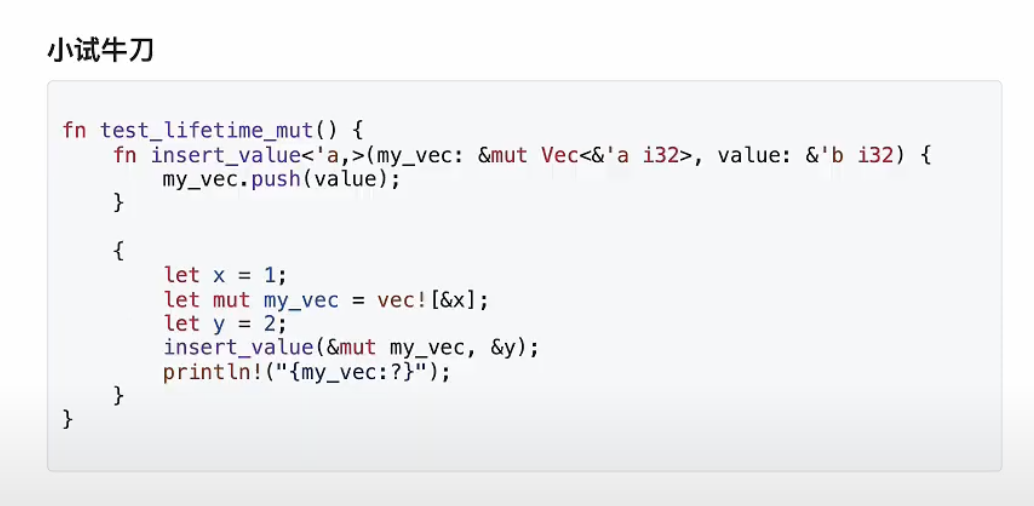 小试牛刀
fn test_lifetime_mut() {
    fn insert_value<'a,>(my_vec: &mut Vec<&'a i32>, value: &'b i32) {
        my_vec.push(value);
    }
    {
        let x = 1;
        let mut my_vec = vec![&x];
        let y = 2;
        insert_value(&mut my_vec, &y);
        println!("{my_vec:?}");
    }
}